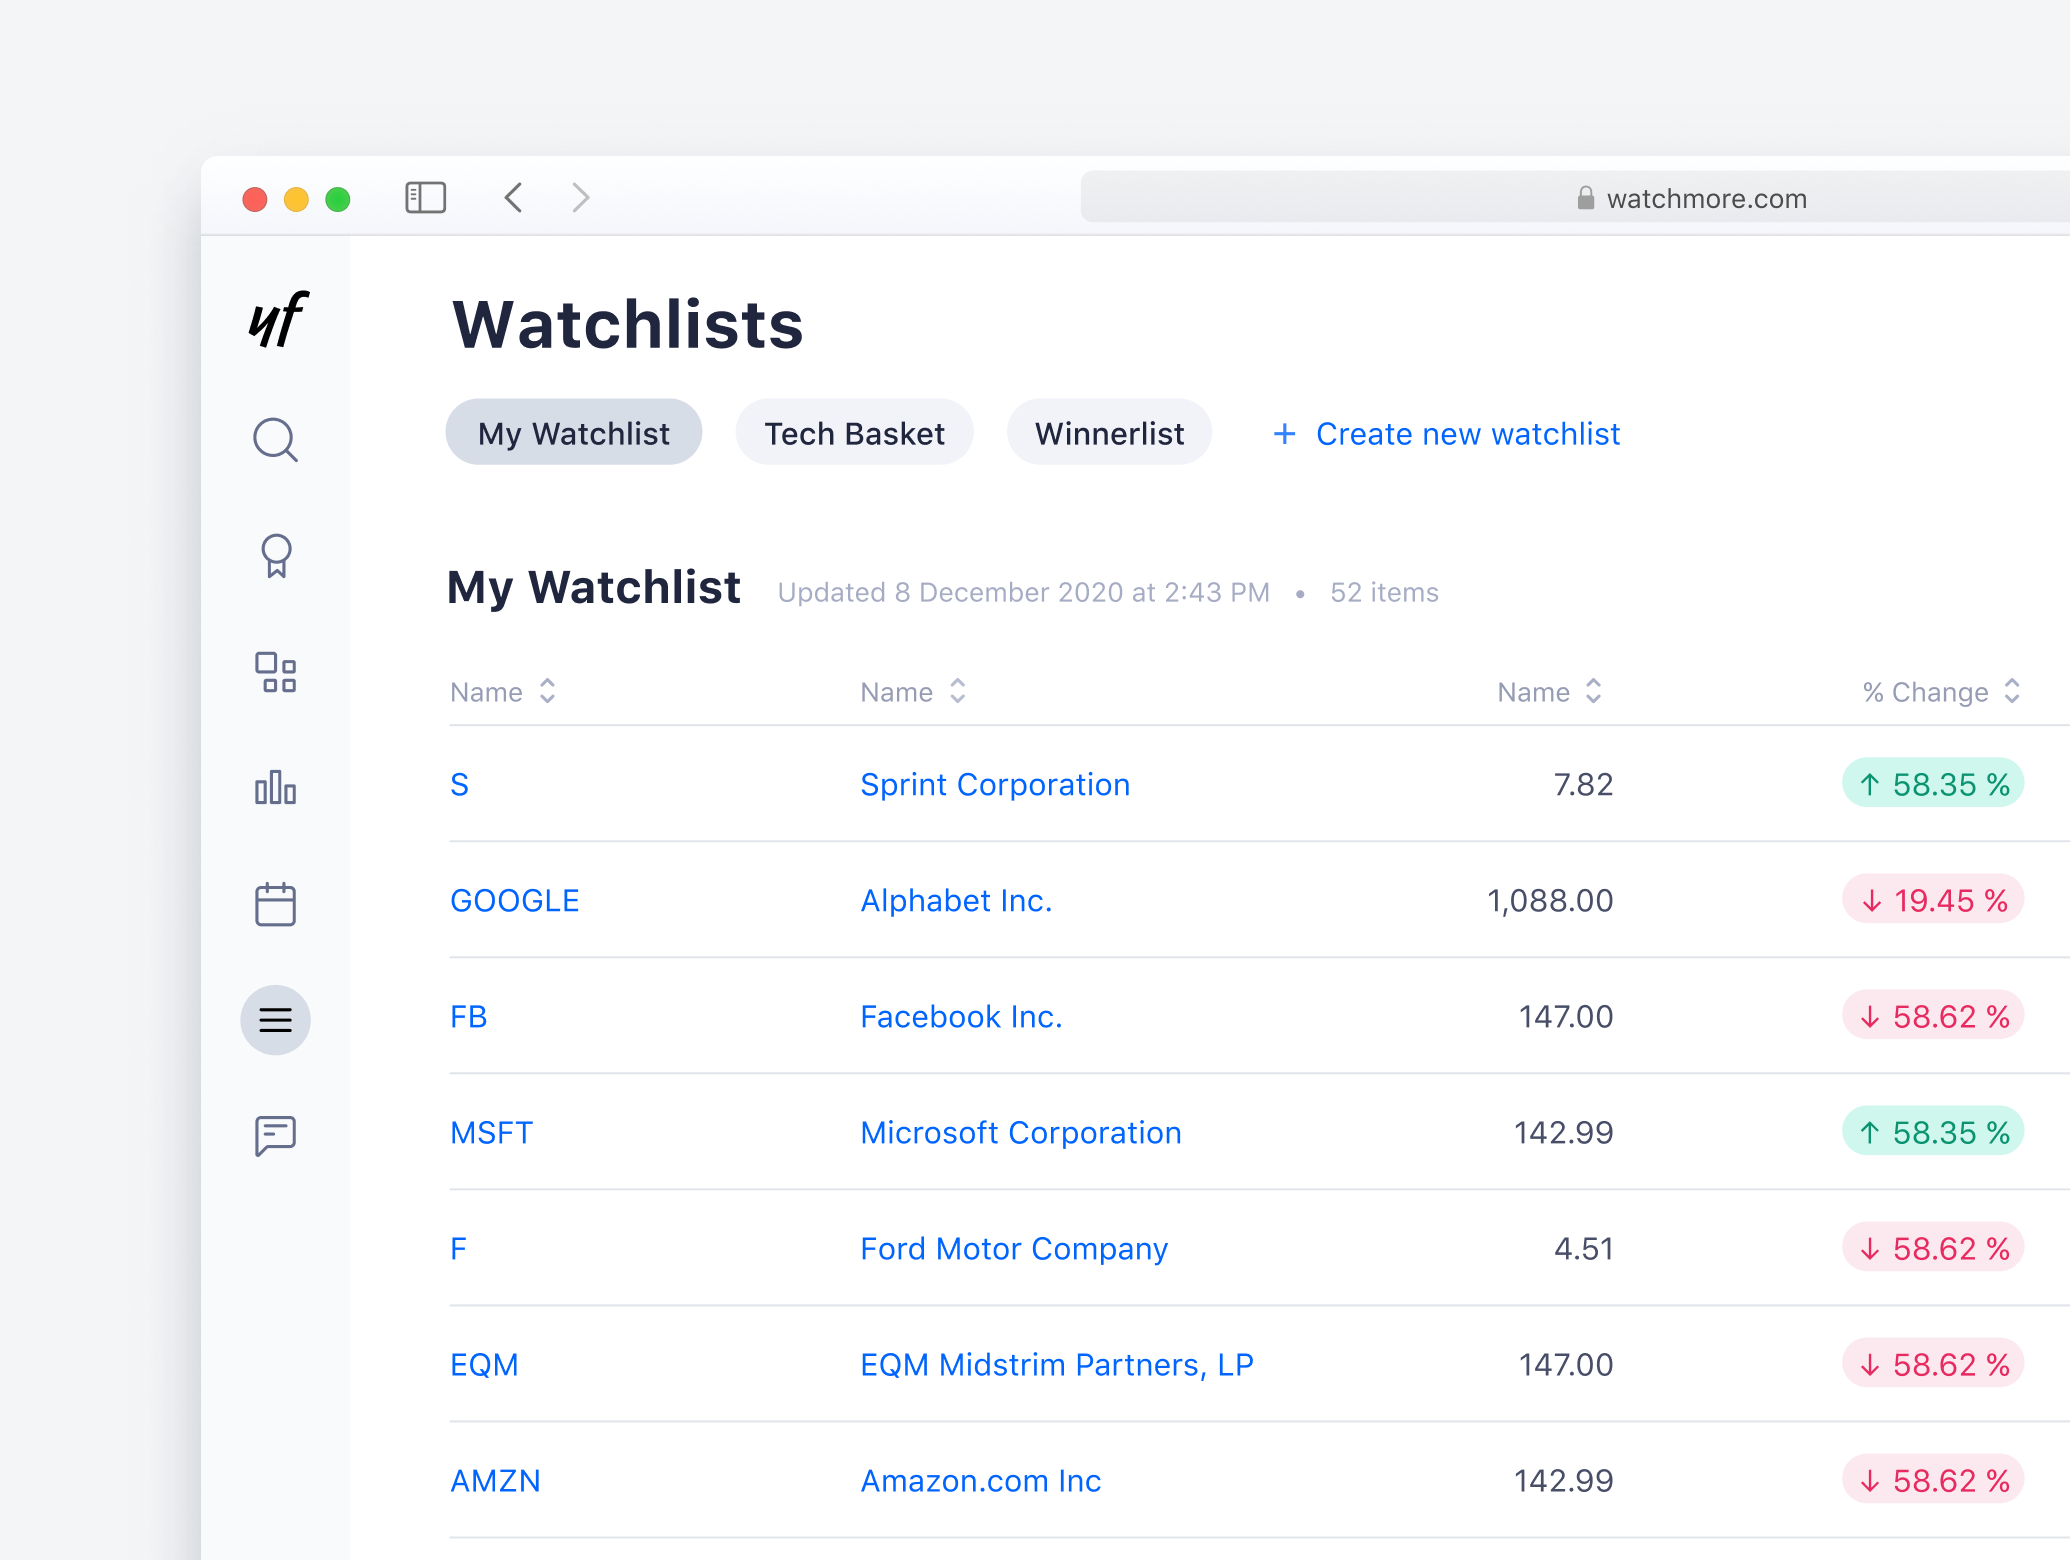 watchmore.com
Watchlists
My Watchlist Tech Basket Winnerlist + Create new watchlist
My Watchlist Updated 8 December 2020 at 2:43 PM • 52 items
Name Name Name % Change
S Sprint Corporation 7.82 ↑ 58.35 %
GOOGLE Alphabet Inc. 1,088.00 ↓ 19.45 %
FB Facebook Inc. 147.00 ↓ 58.62 %
MSFT Microsoft Corporation 142.99 ↑ 58.35 %
F Ford Motor Company 4.51 ↓ 58.62 %
EQM EQM Midstrim Partners, LP 147.00 ↓ 58.62 %
AMZN Amazon.com Inc 142.99 ↓ 58.62 %